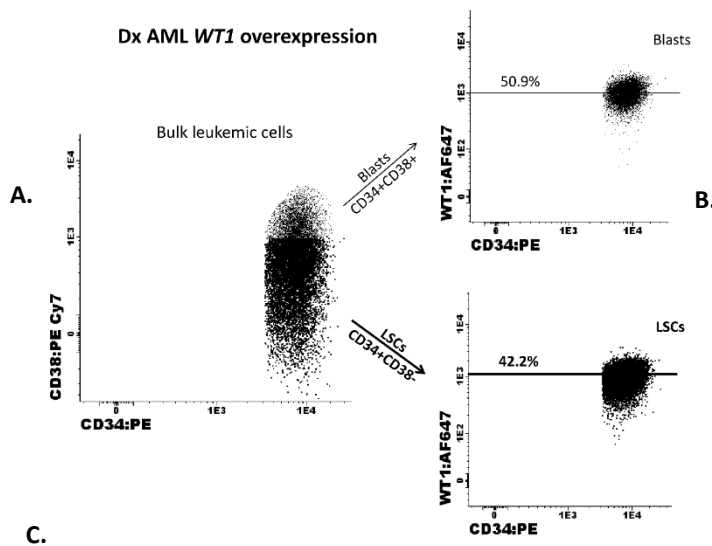 Dx AML WT1 overexpression
A.
Bulk leukemic cells
1E4
1E3
0
CD38:PE Cy7
0
1E3
1E4
CD34:PE
Blasts
CD34+CD38+
LSCs
CD34+CD38-
B.
Blasts
50.9%
1E4
1E3
1E2
0
WT1:AF647
0
1E3
1E4
CD34:PE
LSCs
42.2%
1E4
1E3
1E2
0
WT1:AF647
0
1E3
1E4
CD34:PE
C.